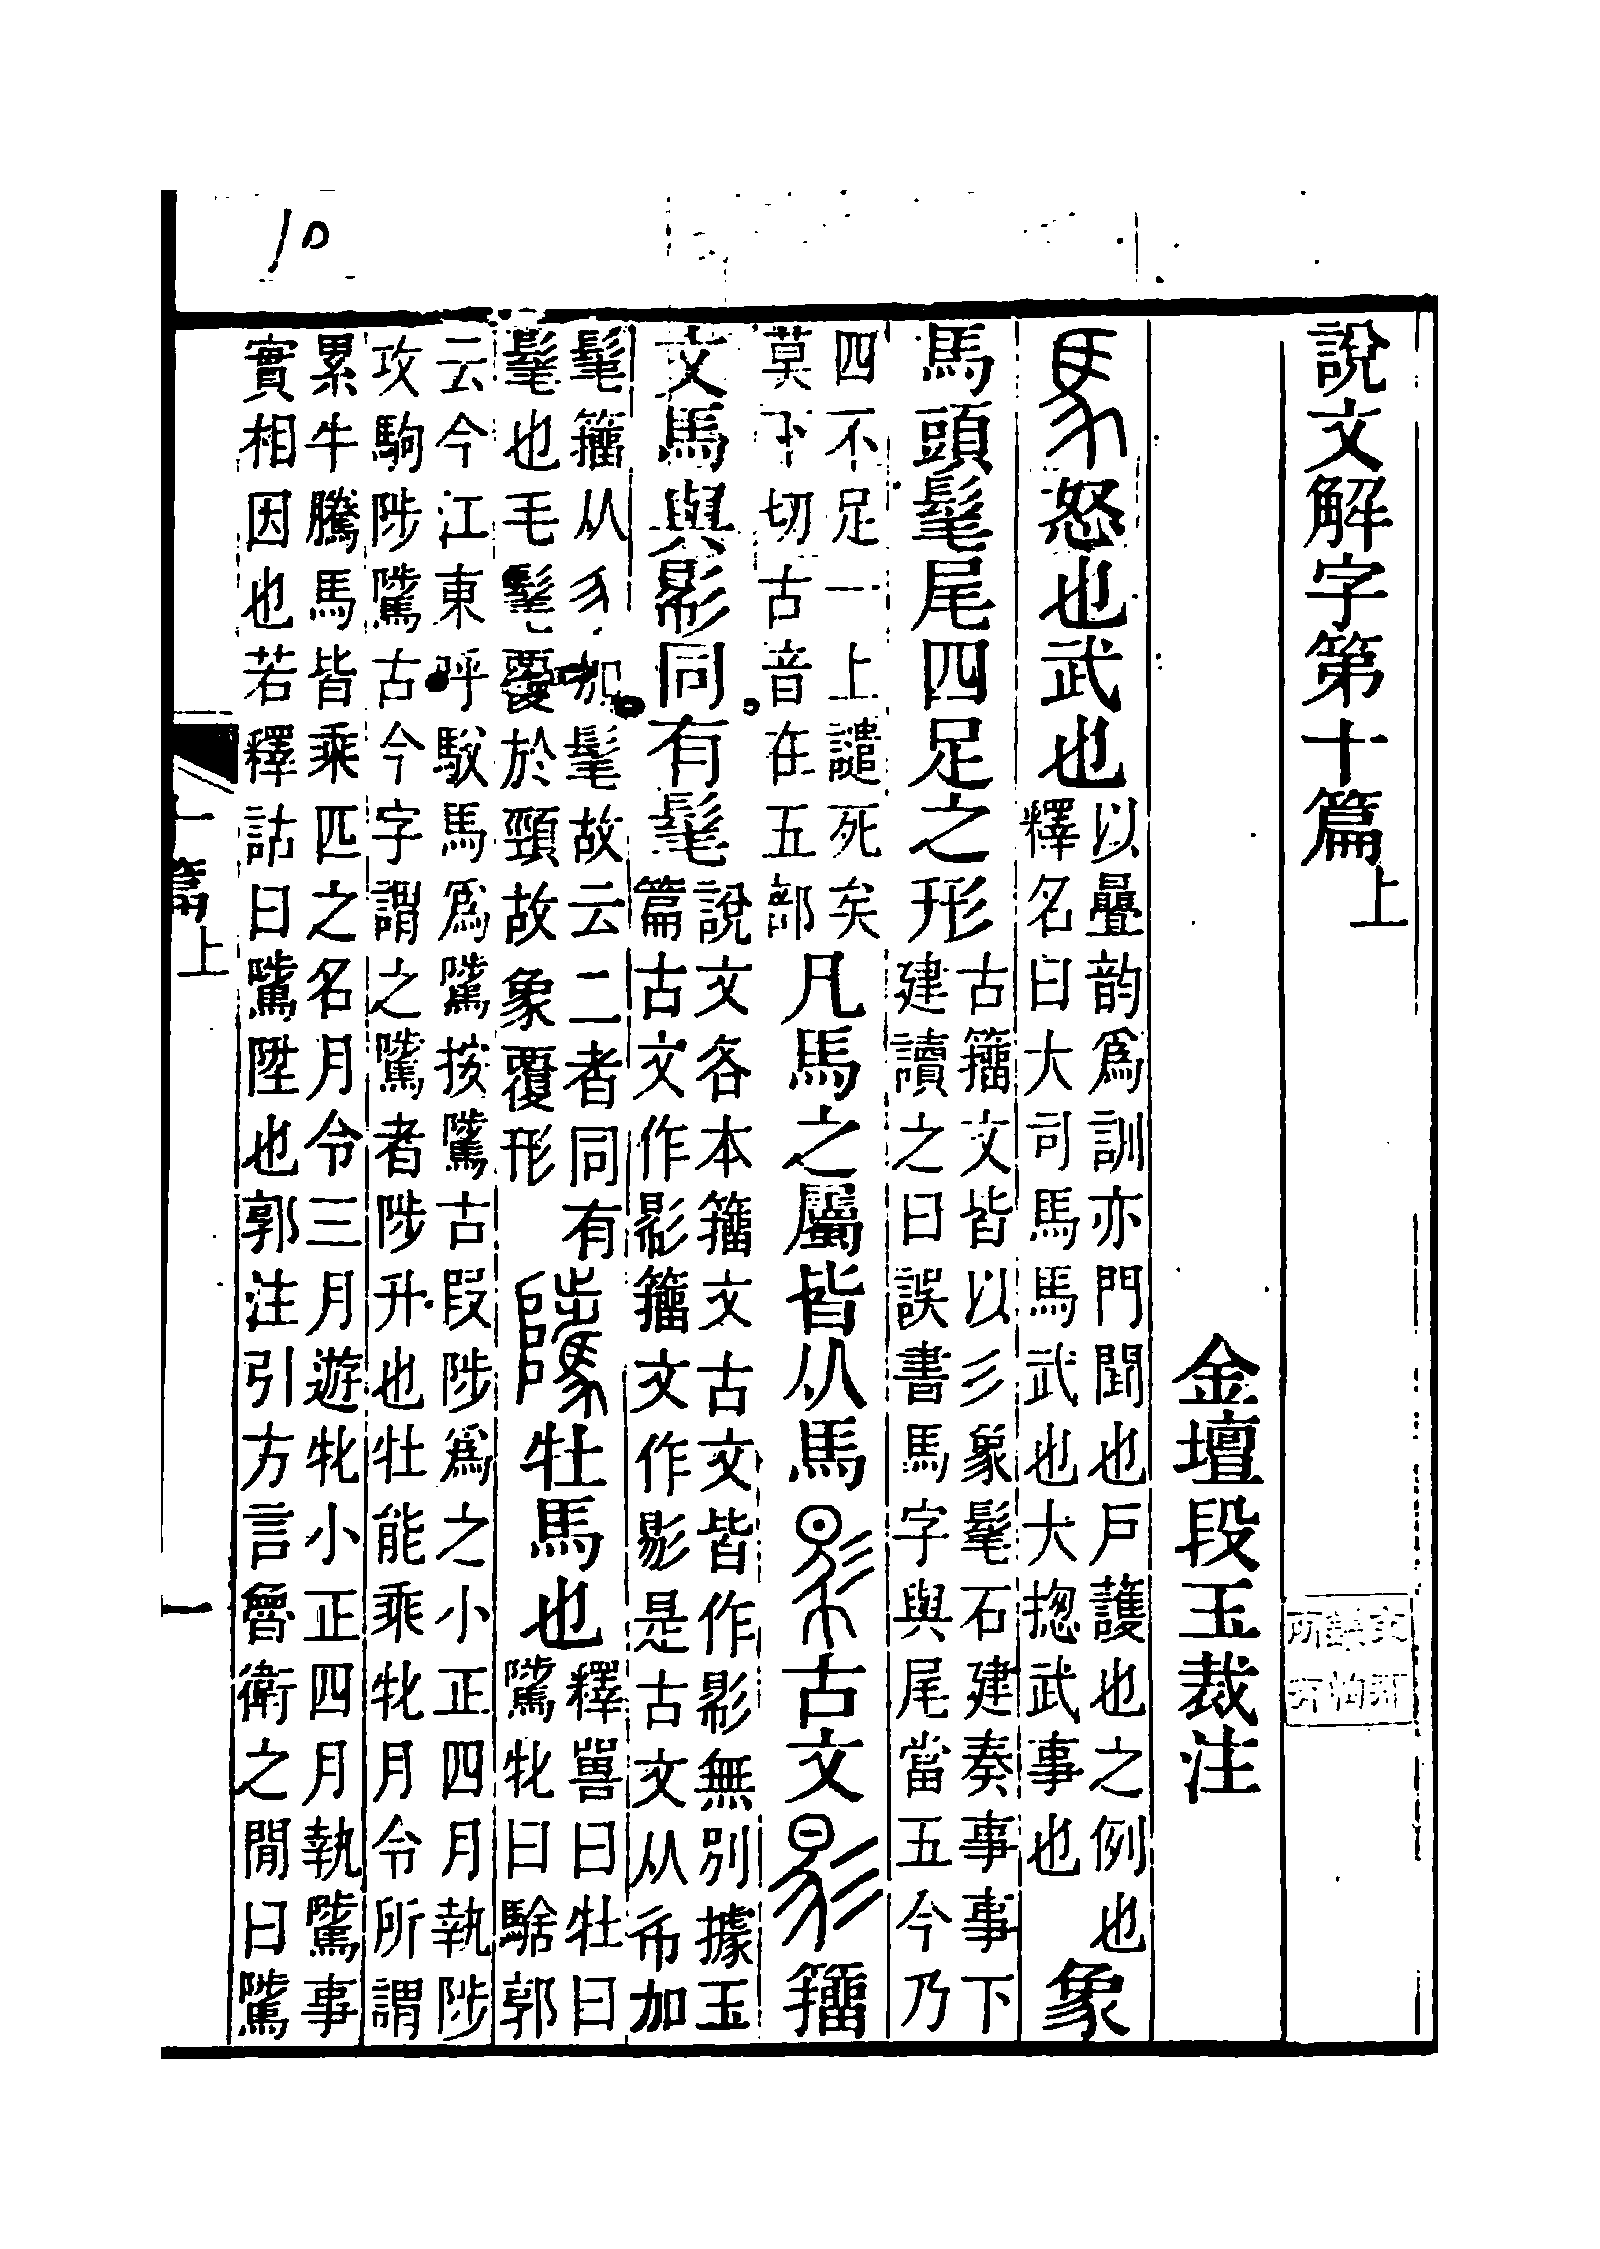 10
說文解字第十篇上
金壇段玉裁注
馬怒也武也
以疊韵爲訓亦門聞也戶護也之例也
釋名曰大司馬馬武也大揔武事也
象
馬頭髦尾四足之形
古籒文皆以彡象髦石建奏事事下
建讀之曰誤書馬字與尾當五今乃
四不足一上譴死矣
莫下切古音在五部
凡馬之屬皆从馬𢒠古文𢒗籒
文馬與𢒗同有髦
說文各本籒文古文皆作𢒗無別據玉
篇古文作𢒠籒文作𢒗是古文从㣇加
髦籒从加髦故云二者同有
髦也毛髦覆於頸故象覆形
騭牡馬也
釋嘼曰牡曰
騭牝曰騇郭
云今江東呼駁馬爲騭按騭古叚陟爲之小正四月執陟
攻駒陟騭古今字謂之騭者陟升也牡能乘牝月令所謂
累牛騰馬皆乘匹之名月令三月遊牝小正四月執騭事
實相因也若釋詁曰騭陞也郭注引方言魯衛之閒曰騭
十篇上
一